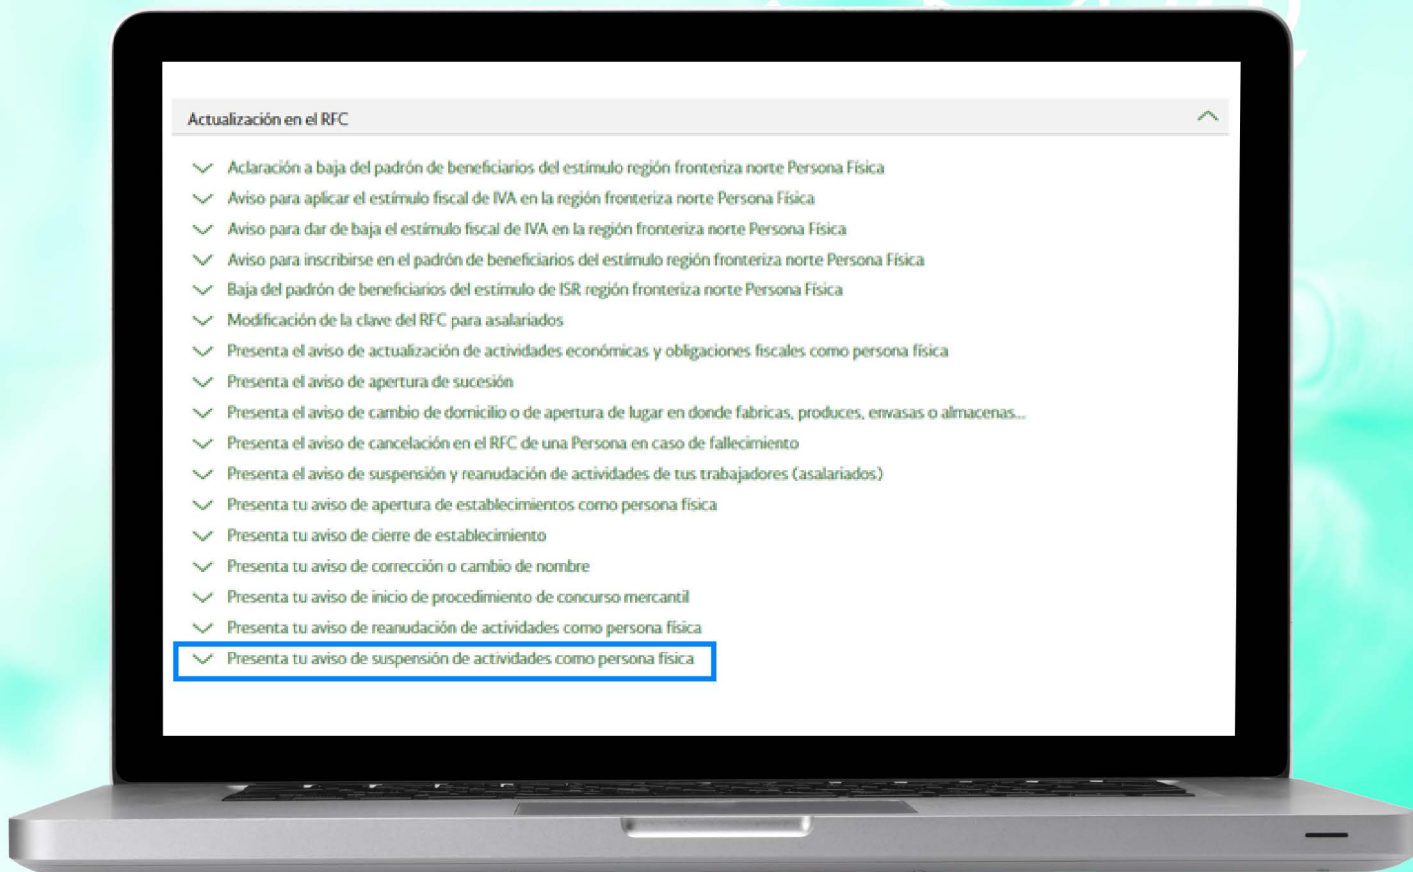 Actualización en el RFC
Aclaración a baja del padrón de beneficiarios del estímulo región fronteriza norte Persona Física
Aviso para aplicar el estímulo fiscal de IVA en la región fronteriza norte Persona Física
Aviso para dar de baja el estímulo fiscal de IVA en la región fronteriza norte Persona Física
Aviso para inscribirse en el padrón de beneficiarios del estímulo región fronteriza norte Persona Física
Baja del padrón de beneficiarios del estímulo de ISR región fronteriza norte Persona Física
Modificación de la clave del RFC para asalariados
Presenta el aviso de actualización de actividades económicas y obligaciones fiscales como persona física
Presenta el aviso de apertura de sucesión
Presenta el aviso de cambio de domicilio o de apertura de lugar en donde fabricas, produces, envasas o almacenas...
Presenta el aviso de cancelación en el RFC de una Persona en caso de fallecimiento
Presenta el aviso de suspensión y reanudación de actividades de tus trabajadores (asalariados)
Presenta tu aviso de apertura de establecimientos como persona física
Presenta tu aviso de cierre de establecimiento
Presenta tu aviso de corrección o cambio de nombre
Presenta tu aviso de inicio de procedimiento de concurso mercantil
Presenta tu aviso de reanudación de actividades como persona física
Presenta tu aviso de suspensión de actividades como persona física